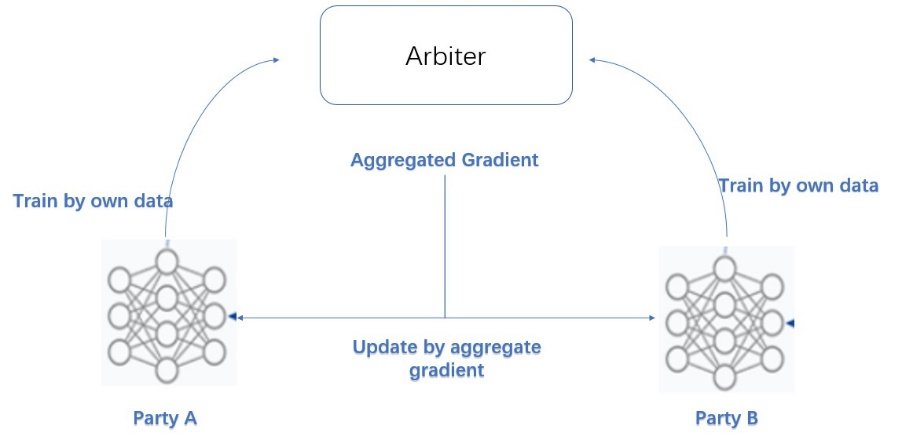 Arbiter
Aggregated Gradient
Train by own data
Train by own data
Update by aggregate
gradient
Party A
Party B